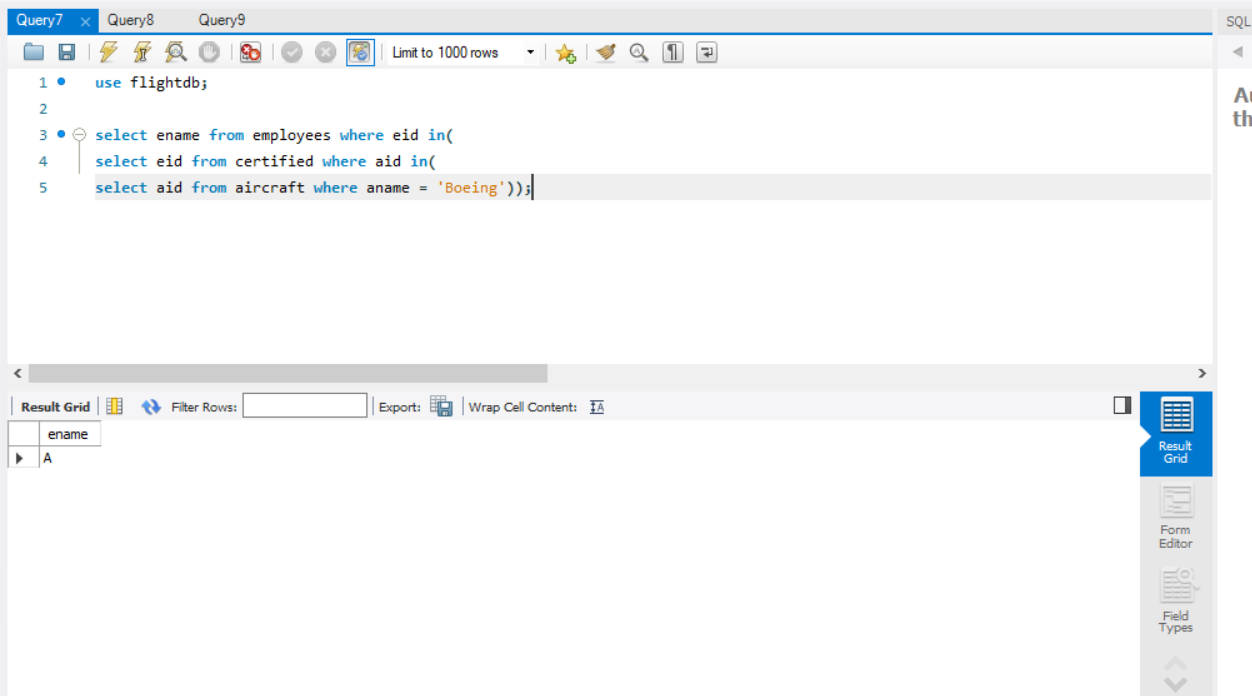 Query7 Query8 Query9 SQL
Limit to 1000 rows
1 use flightdb;
2
3 select ename from employees where eid in(
4 select eid from certified where aid in(
5 select aid from aircraft where aname = 'Boeing'));
Result Grid Filter Rows: Export: Wrap Cell Content: IA
ename
A
Result
Grid
Form
Editor
Field
Types